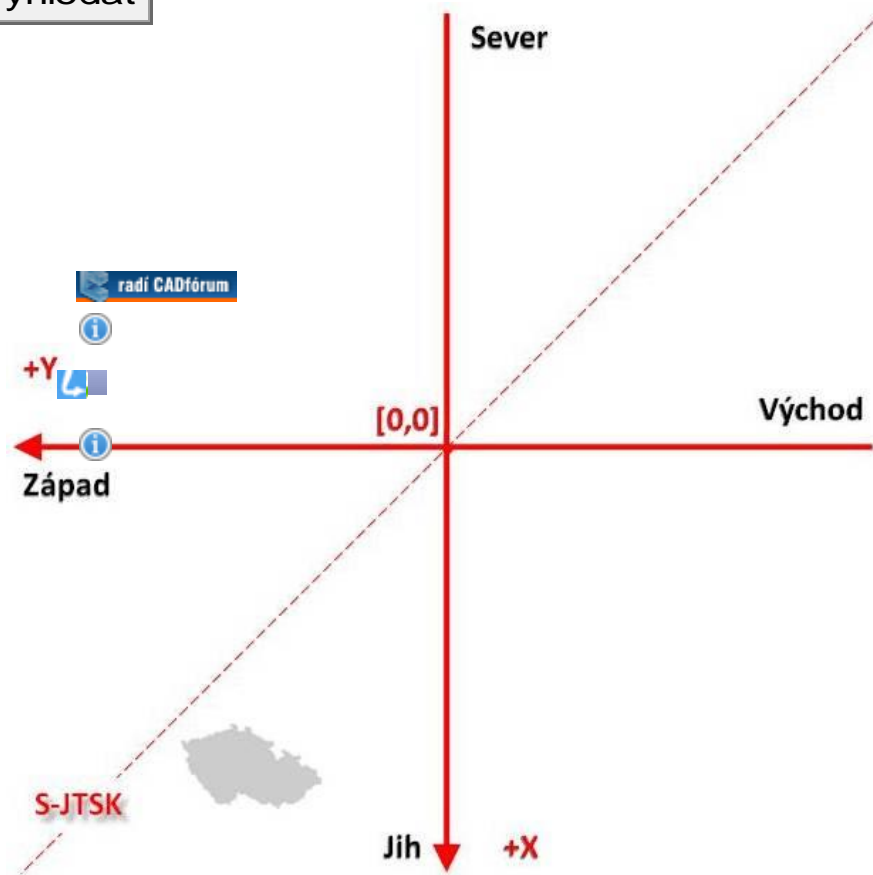 yhledat
Sever
radí CADfórum
+Y
[0,0]
Východ
Západ
S-JTSK
Jih
+X